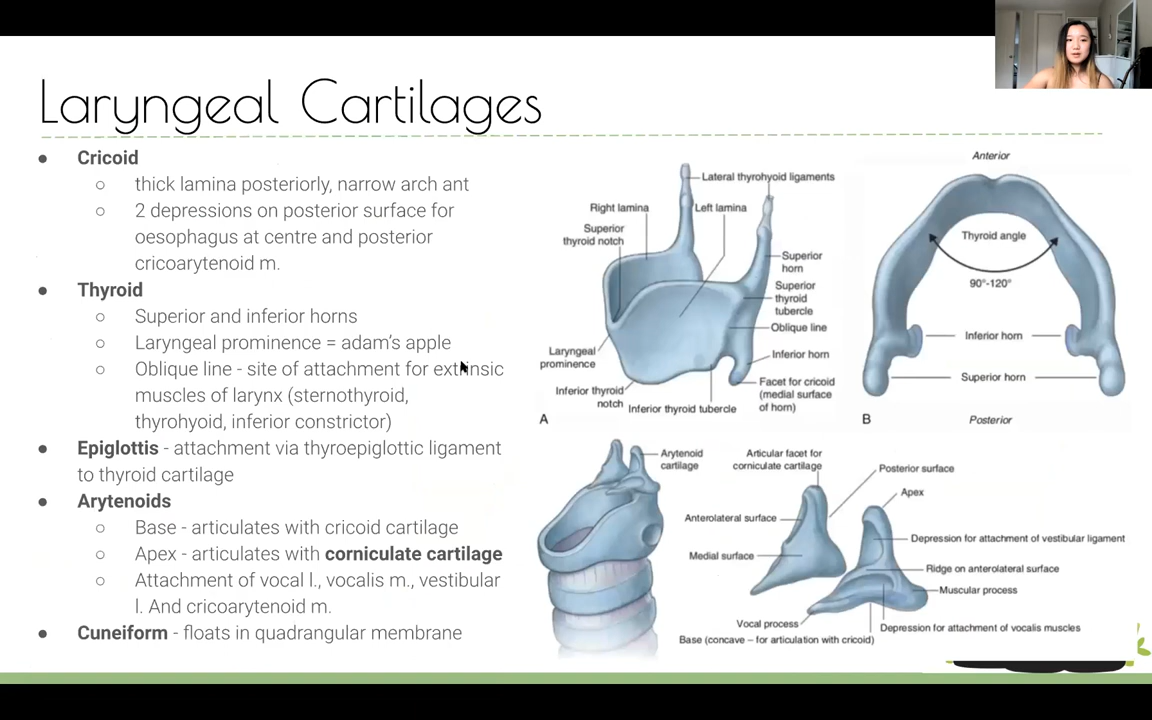 Laryngeal Cartilages
● Cricoid
○ thick lamina posteriorly, narrow arch ant
○ 2 depressions on posterior surface for
oesophagus at centre and posterior
cricoarytenoid m.
● Thyroid
○ Superior and inferior horns
○ Laryngeal prominence = adam's apple
○ Oblique line - site of attachment for extrinsic
muscles of larynx (sternothyroid,
thyrohyoid, inferior constrictor)
● Epiglottis - attachment via thyroepiglottic ligament
to thyroid cartilage
● Arytenoids
○ Base - articulates with cricoid cartilage
○ Apex - articulates with corniculate cartilage
○ Attachment of vocal l., vocalis m., vestibular
l. And cricoarytenoid m.
● Cuneiform - floats in quadrangular membrane
Lateral thyrohyoid ligaments
Right lamina
Left lamina
Superior
thyroid notch
Superior
horn
Superior
thyroid
tubercle
Oblique line
Laryngeal
prominence
Inferior horn
Inferior thyroid
notch
Inferior thyroid tubercle
Facet for cricoid
(medial surface
of horn)
A
Anterior
Thyroid angle
90°-120°
Inferior horn
Superior horn
B
Posterior
Arytenoid
cartilage
Articular facet for
corniculate cartilage
Posterior surface
Apex
Anterolateral surface
Depression for attachment of vestibular ligament
Medial surface
Ridge on anterolateral surface
Muscular process
Vocal process
Depression for attachment of vocalis muscles
Base (concave – for articulation with cricoid)